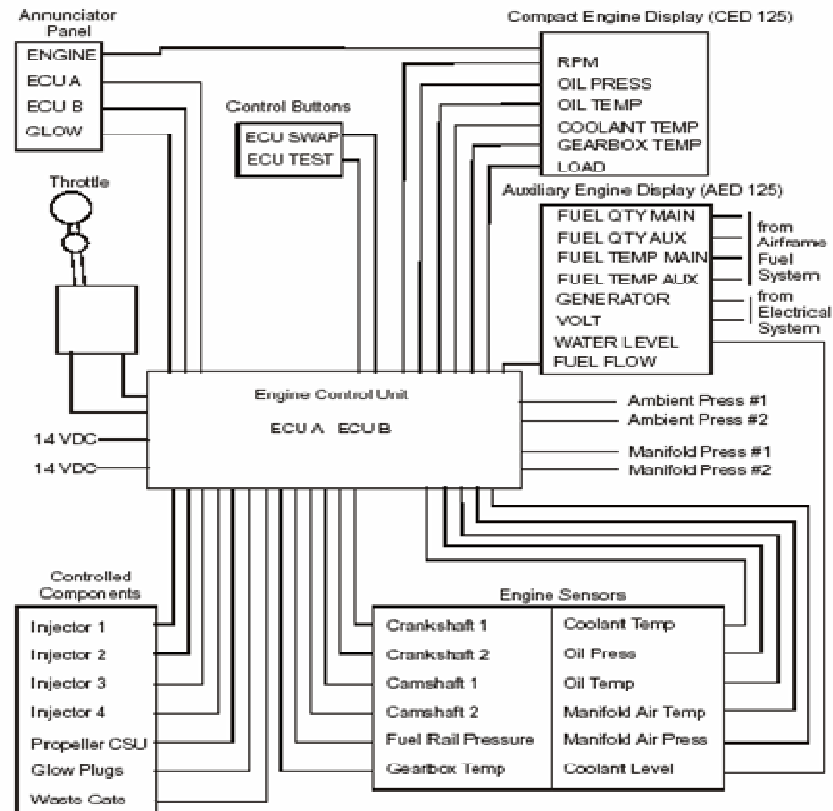 Annunciator
Panel
ENGINE
ECU A
ECU B
GLOW
Compact Engine Display (CED 125)
RPM
OIL PRESS
OIL TEMP
COOLANT TEMP
GEARBOX TEMP
LOAD
Control Buttons
ECU SWAP
ECU TEST
Throttle
Auxiliary Engine Display (AED 125)
FUEL QTY MAIN
FUEL QTY AUX
FUEL TEMP MAIN
FUEL TEMP AUX
GENERATOR
VOLT
WATER LEVEL
FUEL FLOW
from
Airframe
Fuel
System
from
Electrical
System
Engine Control Unit
ECU A ECU B
14 VDC
14 VDC
Ambient Press #1
Ambient Press #2
Manifold Press #1
Manifold Press #2
Controlled
Components
Injector 1
Injector 2
Injector 3
Injector 4
Propeller CSU
Glow Plugs
Waste Gate
Engine Sensors
Crankshaft 1
Crankshaft 2
Camshaft 1
Camshaft 2
Fuel Rail Pressure
Gearbox Temp
Coolant Temp
Oil Press
Oil Temp
Manifold Air Temp
Manifold Air Press
Coolant Level